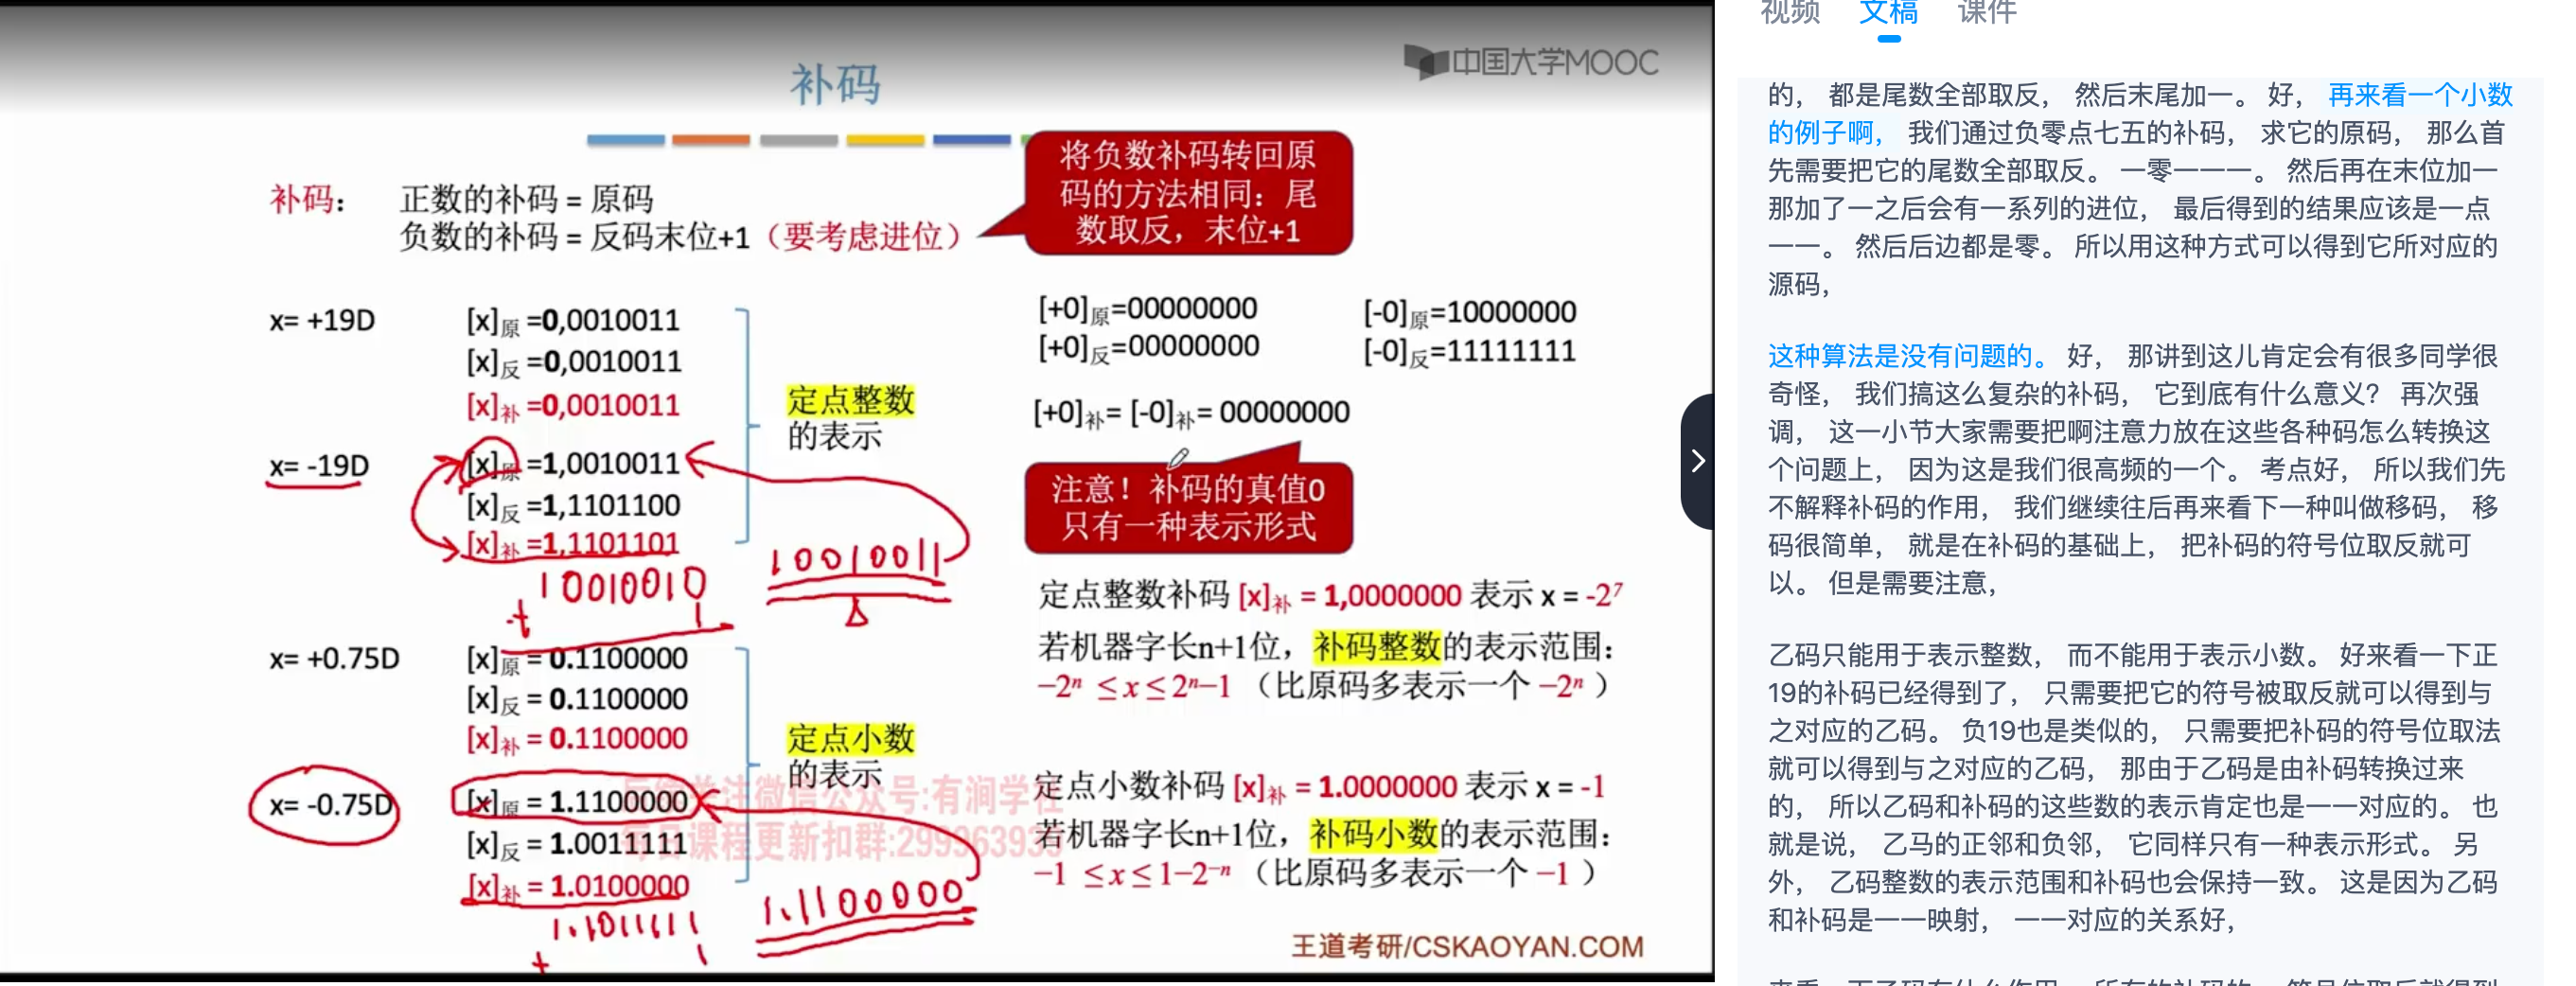 中国大学MOOC
补码
将负数补码转回原
码的方法相同：尾
数取反，末位+1
补码： 正数的补码 = 原码
负数的补码 = 反码末位+1（要考虑进位）
x= +19D
[x]原 =0,0010011
[x]反 =0,0010011
[x]补 =0,0010011
x= -19D
[x]原 =1,0010011
[x]反 =1,1101100
[x]补 =1,1101101
10010010
+ 1
10010011
定点整数
的表示
x= +0.75D
[x]原 = 0.1100000
[x]反 = 0.1100000
[x]补 = 0.1100000
x= -0.75D
[x]原 = 1.1100000
[x]反 = 1.0011111
[x]补 = 1.0100000
1.1011111
+ 1
1.1100000
定点小数
的表示
[+0]原=00000000 [-0]原=10000000
[+0]反=00000000 [-0]反=11111111
[+0]补= [-0]补= 00000000
注意！补码的真值0
只有一种表示形式
定点整数补码 [x]补 = 1,0000000 表示 x = -2⁷
若机器字长n+1位，补码整数的表示范围：
−2ⁿ ≤ x ≤ 2ⁿ−1 （比原码多表示一个 −2ⁿ ）
定点小数补码 [x]补 = 1.0000000 表示 x = -1
若机器字长n+1位，补码小数的表示范围：
−1 ≤ x ≤ 1−2⁻ⁿ （比原码多表示一个 −1 ）
王道考研/CSKAOYAN.COM
视频 文稿 课件
的， 都是尾数全部取反， 然后末尾加一。 好， 再来看一个小数
的例子啊， 我们通过负零点七五的补码， 求它的原码， 那么首
先需要把它的尾数全部取反。 一零一一一。 然后再在末位加一
那加了一之后会有一系列的进位， 最后得到的结果应该是一点
一一。 然后后边都是零。 所以用这种方式可以得到它所对应的
源码，
这种算法是没有问题的。 好， 那讲到这儿肯定会有很多同学很
奇怪， 我们搞这么复杂的补码， 它到底有什么意义？ 再次强
调， 这一小节大家需要把啊注意力放在这些各种码怎么转换这
个问题上， 因为这是我们很高频的一个。 考点好， 所以我们先
不解释补码的作用， 我们继续往后再来看下一种叫做移码， 移
码很简单， 就是在补码的基础上， 把补码的符号位取反就可
以。 但是需要注意，
乙码只能用于表示整数， 而不能用于表示小数。 好来看一下正
19的补码已经得到了， 只需要把它的符号被取反就可以得到与
之对应的乙码。 负19也是类似的， 只需要把补码的符号位取法
就可以得到与之对应的乙码， 那由于乙码是由补码转换过来
的， 所以乙码和补码的这些数的表示肯定也是一一对应的。 也
就是说， 乙马的正邻和负邻， 它同样只有一种表示形式。 另
外， 乙码整数的表示范围和补码也会保持一致。 这是因为乙码
和补码是一一映射， 一一对应的关系好，